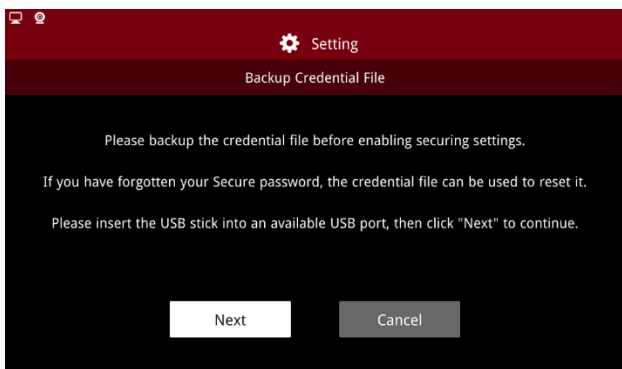 Setting
Backup Credential File
Please backup the credential file before enabling securing settings.
If you have forgotten your Secure password, the credential file can be used to reset it.
Please insert the USB stick into an available USB port, then click "Next" to continue.
Next Cancel